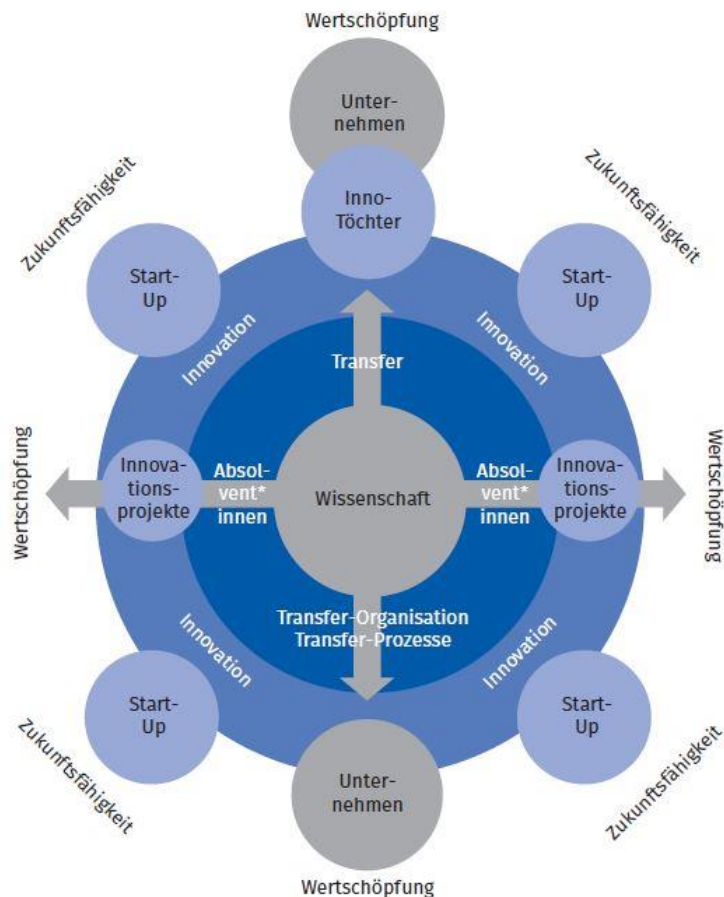 Wertschöpfung
Unter-
nehmen
Inno-
Töchter
Zukunftsfähigkeit
Zukunftsfähigkeit
Start-
Up
Start-
Up
Innovation
Innovation
Transfer
Wertschöpfung
Innova-
tions-
projekte
Absol-
vent*
innen
Wissenschaft
Absol-
vent*
innen
Innova-
tions-
projekte
Wertschöpfung
Transfer-Organisation
Transfer-Prozesse
Innovation
Innovation
Start-
Up
Start-
Up
Zukunftsfähigkeit
Zukunftsfähigkeit
Unter-
nehmen
Wertschöpfung